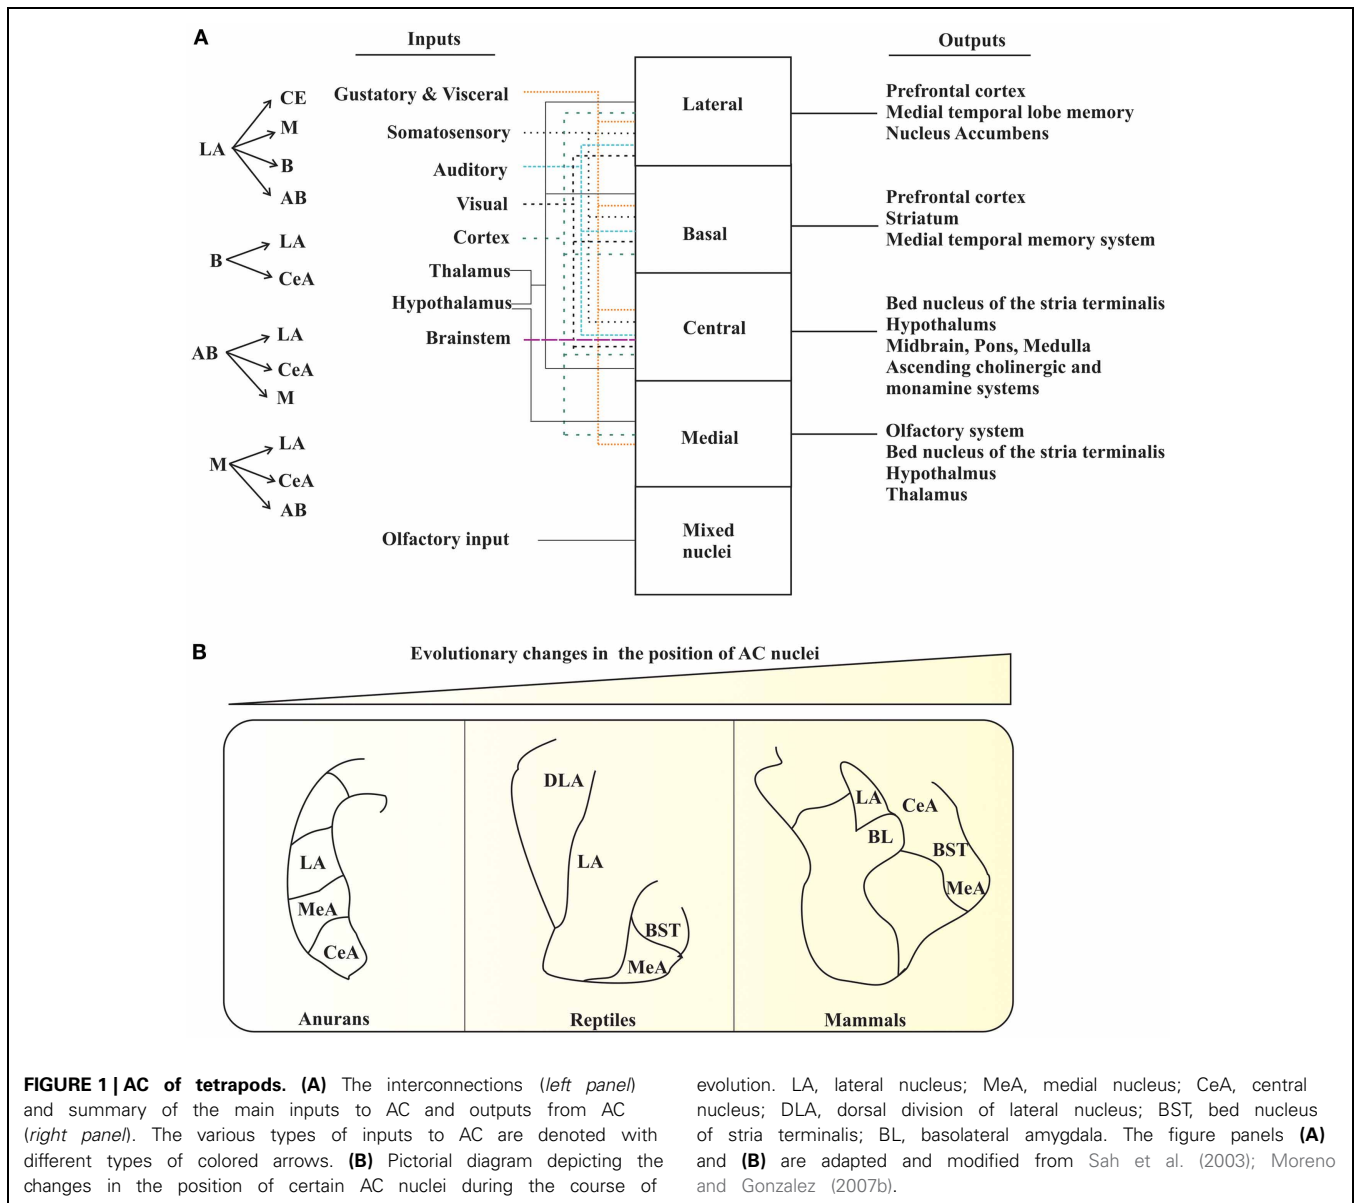 A
Inputs
Outputs
LA
CE
M
B
AB
B
LA
CeA
AB
LA
CeA
M
M
LA
CeA
AB
Gustatory & Visceral
Somatosensory
Auditory
Visual
Cortex
Thalamus
Hypothalamus
Brainstem
Olfactory input
Lateral
Basal
Central
Medial
Mixed
nuclei
Prefrontal cortex
Medial temporal lobe memory
Nucleus Accumbens
Prefrontal cortex
Striatum
Medial temporal memory system
Bed nucleus of the stria terminalis
Hypothalums
Midbrain, Pons, Medulla
Ascending cholinergic and
monamine systems
Olfactory system
Bed nucleus of the stria terminalis
Hypothalmus
Thalamus
B
Evolutionary changes in the position of AC nuclei
LA
MeA
CeA
Anurans
DLA
LA
BST
MeA
Reptiles
LA
CeA
BL
BST
MeA
Mammals
FIGURE 1 | AC of tetrapods. (A) The interconnections (left panel)
and summary of the main inputs to AC and outputs from AC
(right panel). The various types of inputs to AC are denoted with
different types of colored arrows. (B) Pictorial diagram depicting the
changes in the position of certain AC nuclei during the course of
evolution. LA, lateral nucleus; MeA, medial nucleus; CeA, central
nucleus; DLA, dorsal division of lateral nucleus; BST, bed nucleus
of stria terminalis; BL, basolateral amygdala. The figure panels (A)
and (B) are adapted and modified from Sah et al. (2003); Moreno
and Gonzalez (2007b).